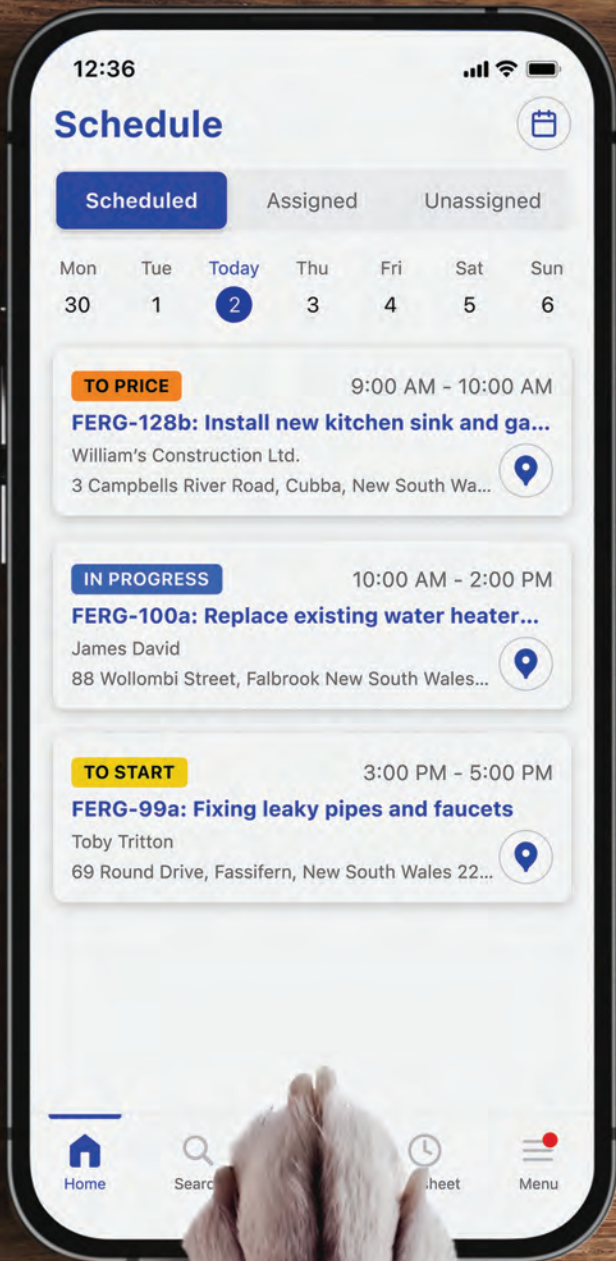 12:36
Schedule
Scheduled Assigned Unassigned
Mon Tue Today Thu Fri Sat Sun
30 1 2 3 4 5 6
TO PRICE 9:00 AM - 10:00 AM
FERG-128b: Install new kitchen sink and ga...
William's Construction Ltd.
3 Campbells River Road, Cubba, New South Wa...
IN PROGRESS 10:00 AM - 2:00 PM
FERG-100a: Replace existing water heater...
James David
88 Wollombi Street, Falbrook New South Wales...
TO START 3:00 PM - 5:00 PM
FERG-99a: Fixing leaky pipes and faucets
Toby Tritton
69 Round Drive, Fassifern, New South Wales 22...
Home Menu